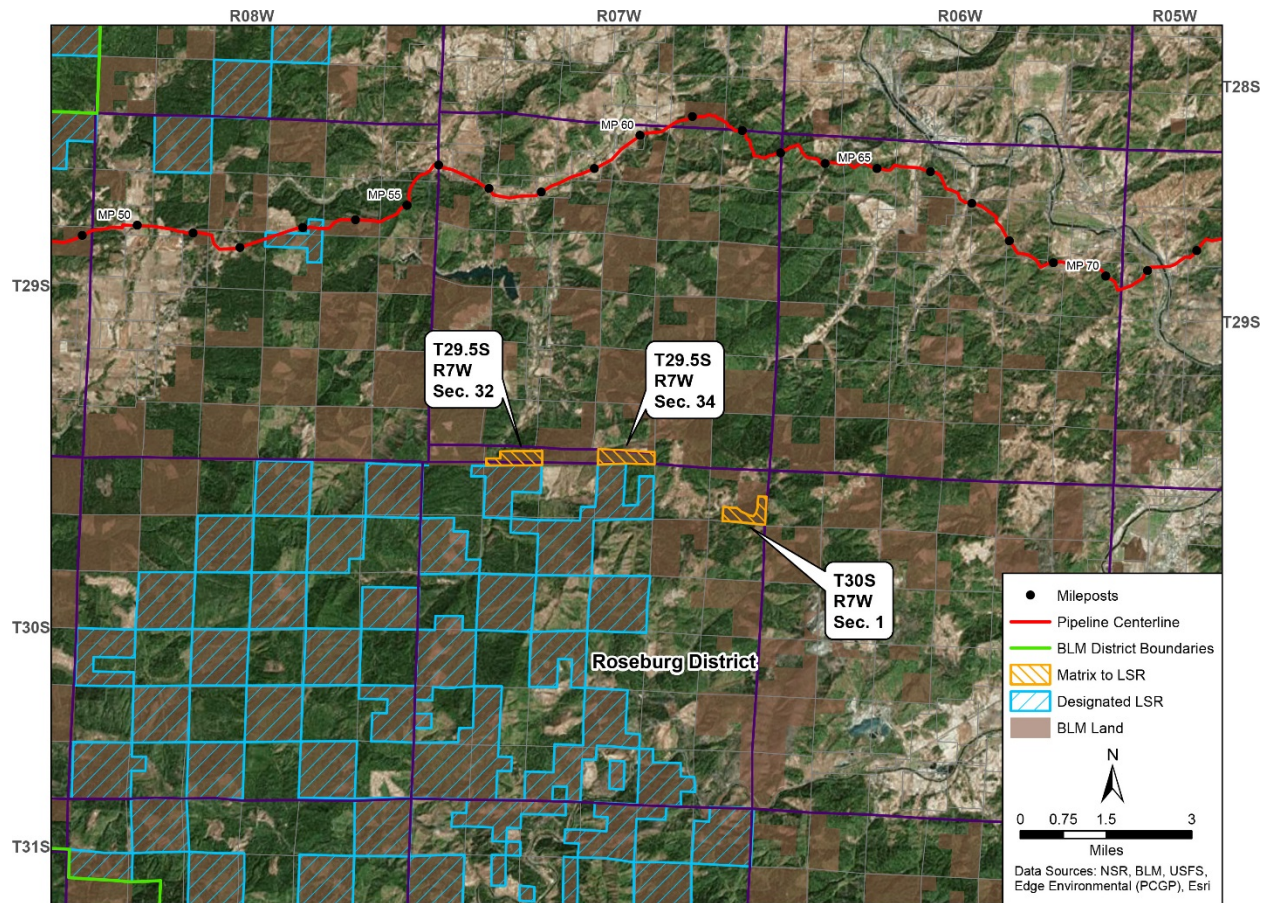 R08W
R07W
R06W
R05W
T28S
MP 60
MP 65
MP 55
MP 50
MP 70
T29S
T29S
T29.5S
R7W
Sec. 32
T29.5S
R7W
Sec. 34
T30S
R7W
Sec. 1
T30S
Roseburg District
T31S
Mileposts
Pipeline Centerline
BLM District Boundaries
Matrix to LSR
Designated LSR
BLM Land
N
0 0.75 1.5 3
Miles
Data Sources: NSR, BLM, USFS,
Edge Environmental (PCGP), Esri